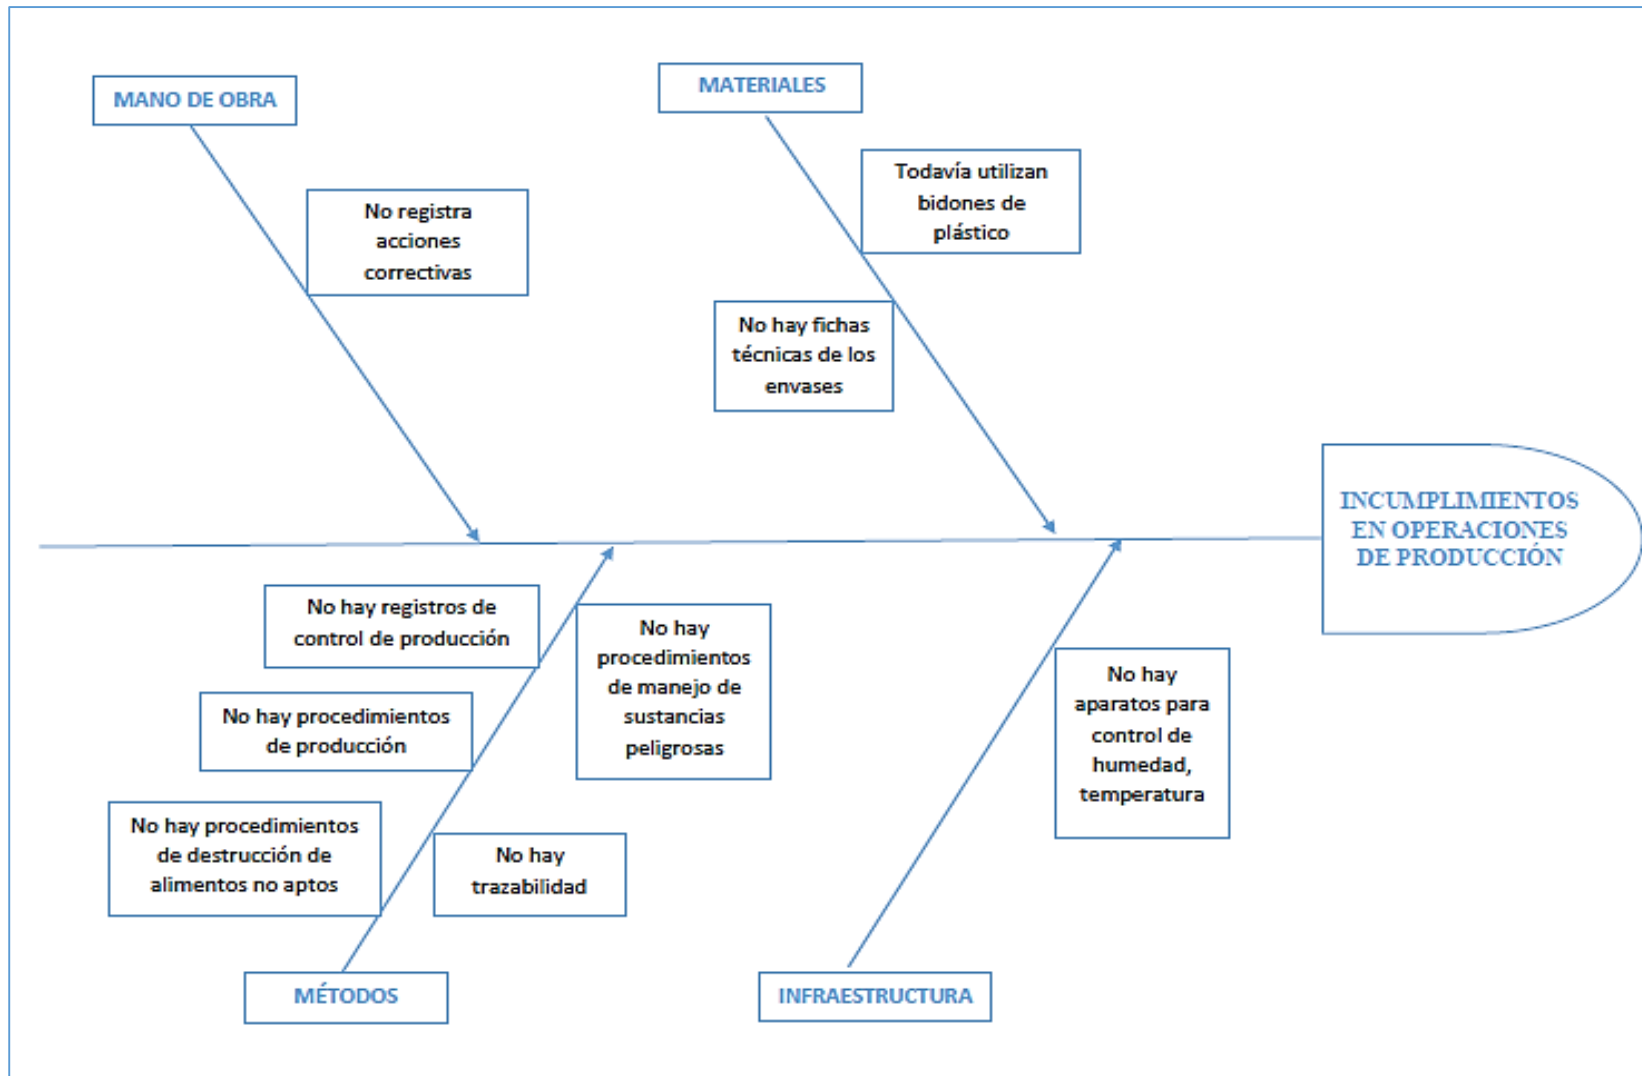 MANO DE OBRA
MATERIALES
No registra
acciones
correctivas
Todavía utilizan
bidones de
plástico
No hay fichas
técnicas de los
envases
INCUMPLIMIENTOS
EN OPERACIONES
DE PRODUCCIÓN
No hay registros de
control de producción
No hay
procedimientos
de manejo de
sustancias
peligrosas
No hay procedimientos
de producción
No hay procedimientos
de destrucción de
alimentos no aptos
No hay
trazabilidad
No hay
aparatos para
control de
humedad,
temperatura
MÉTODOS
INFRAESTRUCTURA